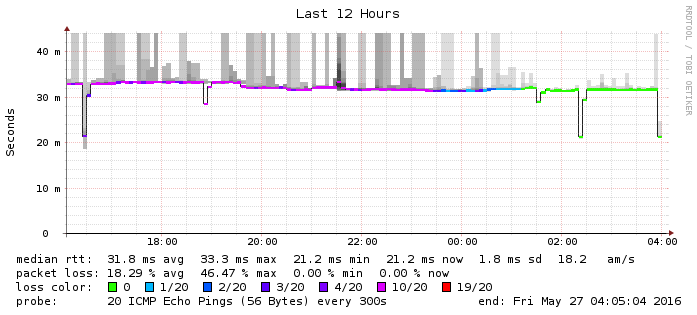 Last 12 Hours
RRDTOOL / TOBI OETIKER
Seconds
40 m
30 m
20 m
10 m
0
18:00 20:00 22:00 00:00 02:00 04:00
median rtt: 31.8 ms avg 33.3 ms max 21.2 ms min 21.2 ms now 1.8 ms sd 18.2 am/s
packet loss: 18.29 % avg 46.47 % max 0.00 % min 0.00 % now
loss color: 0 1/20 2/20 3/20 4/20 10/20 19/20
probe: 20 ICMP Echo Pings (56 Bytes) every 300s end: Fri May 27 04:05:04 2016